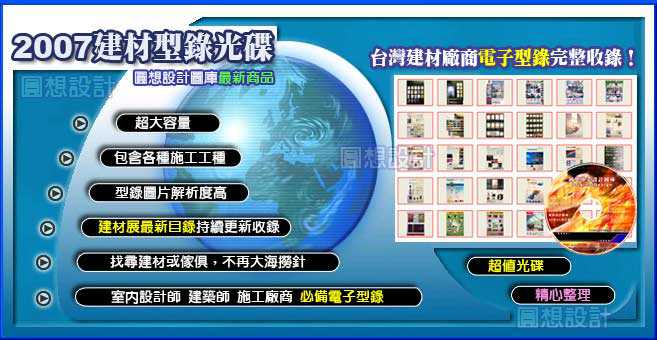 2007建材型錄光碟
圓想設計圖庫最新商品
圓想設計
台灣建材廠商電子型錄完整收錄！
超大容量
包含各種施工工種
圓想設計
型錄圖片解析度高
建材展最新目錄持續更新收錄
找尋建材或傢俱，不再大海撈針
超值光碟
室內設計師 建築師 施工廠商 必備電子型錄
精心整理
圓想設計